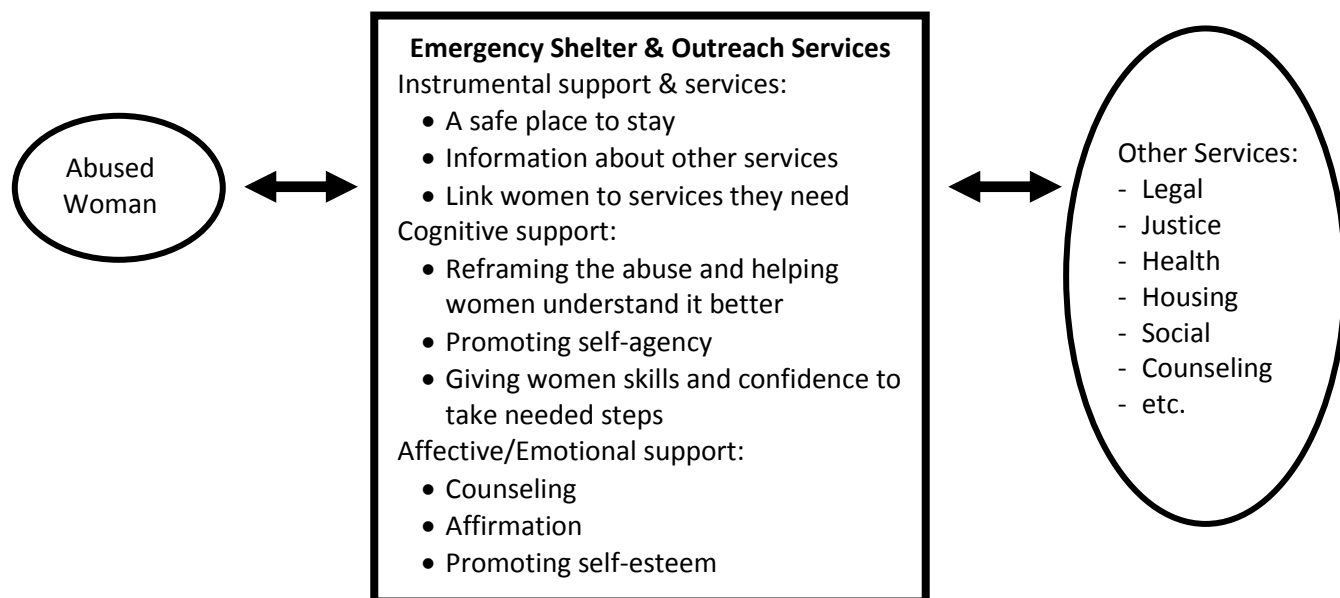 Abused
Woman
Emergency Shelter & Outreach Services
Instrumental support & services:
• A safe place to stay
• Information about other services
• Link women to services they need
Cognitive support:
• Reframing the abuse and helping
women understand it better
• Promoting self-agency
• Giving women skills and confidence to
take needed steps
Affective/Emotional support:
• Counseling
• Affirmation
• Promoting self-esteem
Other Services:
- Legal
- Justice
- Health
- Housing
- Social
- Counseling
- etc.